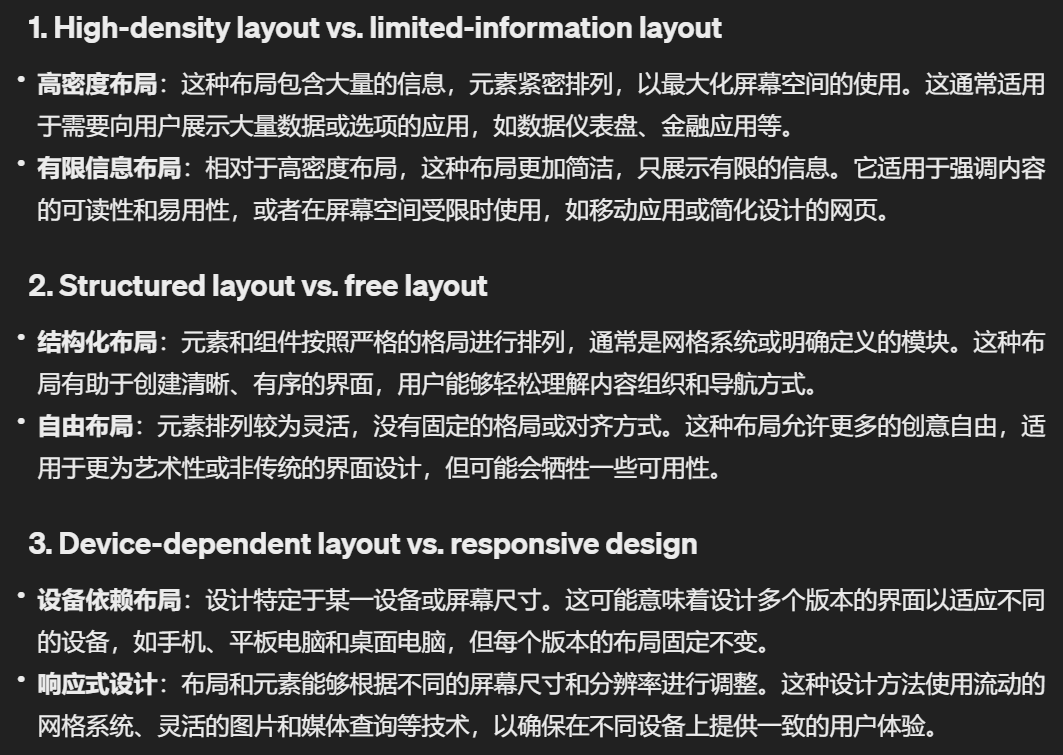 1. High-density layout vs. limited-information layout
• 高密度布局：这种布局包含大量的信息，元素紧密排列，以最大化屏幕空间的使用。这通常适用
于需要向用户展示大量数据或选项的应用，如数据仪表盘、金融应用等。
• 有限信息布局：相对于高密度布局，这种布局更加简洁，只展示有限的信息。它适用于强调内容
的可读性和易用性，或者在屏幕空间受限时使用，如移动应用或简化设计的网页。
2. Structured layout vs. free layout
• 结构化布局：元素和组件按照严格的格局进行排列，通常是网格系统或明确定义的模块。这种布
局有助于创建清晰、有序的界面，用户能够轻松理解内容组织和导航方式。
• 自由布局：元素排列较为灵活，没有固定的格局或对齐方式。这种布局允许更多的创意自由，适
用于更为艺术性或非传统的界面设计，但可能会牺牲一些可用性。
3. Device-dependent layout vs. responsive design
• 设备依赖布局：设计特定于某一设备或屏幕尺寸。这可能意味着设计多个版本的界面以适应不同
的设备，如手机、平板电脑和桌面电脑，但每个版本的布局固定不变。
• 响应式设计：布局和元素能够根据不同的屏幕尺寸和分辨率进行调整。这种设计方法使用流动的
网格系统、灵活的图片和媒体查询等技术，以确保在不同设备上提供一致的用户体验。